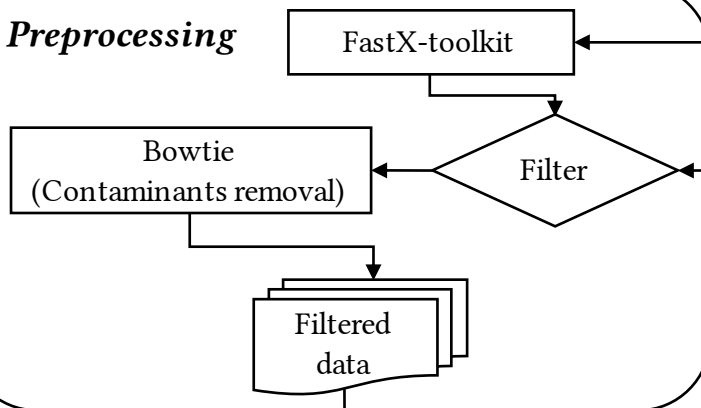 Preprocessing
FastX-toolkit
Filter
Bowtie
(Contaminants removal)
Filtered
data